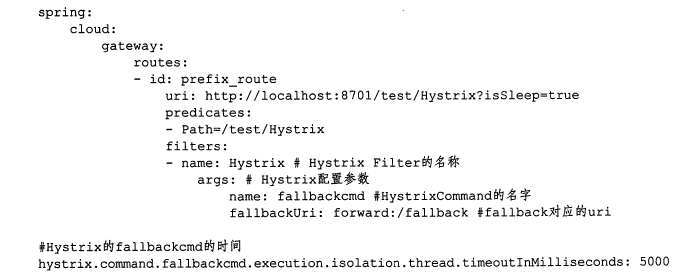 spring:
cloud:
gateway:
routes:
- id: prefix_route
uri: http://localhost:8701/test/Hystrix?isSleep=true
predicates:
- Path=/test/Hystrix
filters:
- name: Hystrix # Hystrix Filter的名称
args: # Hystrix配置参数
name: fallbackcmd #HystrixCommand的名字
fallbackUri: forward:/fallback #fallback对应的uri
#Hystrix的fallbackcmd的时间
hystrix.command.fallbackcmd.execution.isolation.thread.timeoutInMilliseconds: 5000